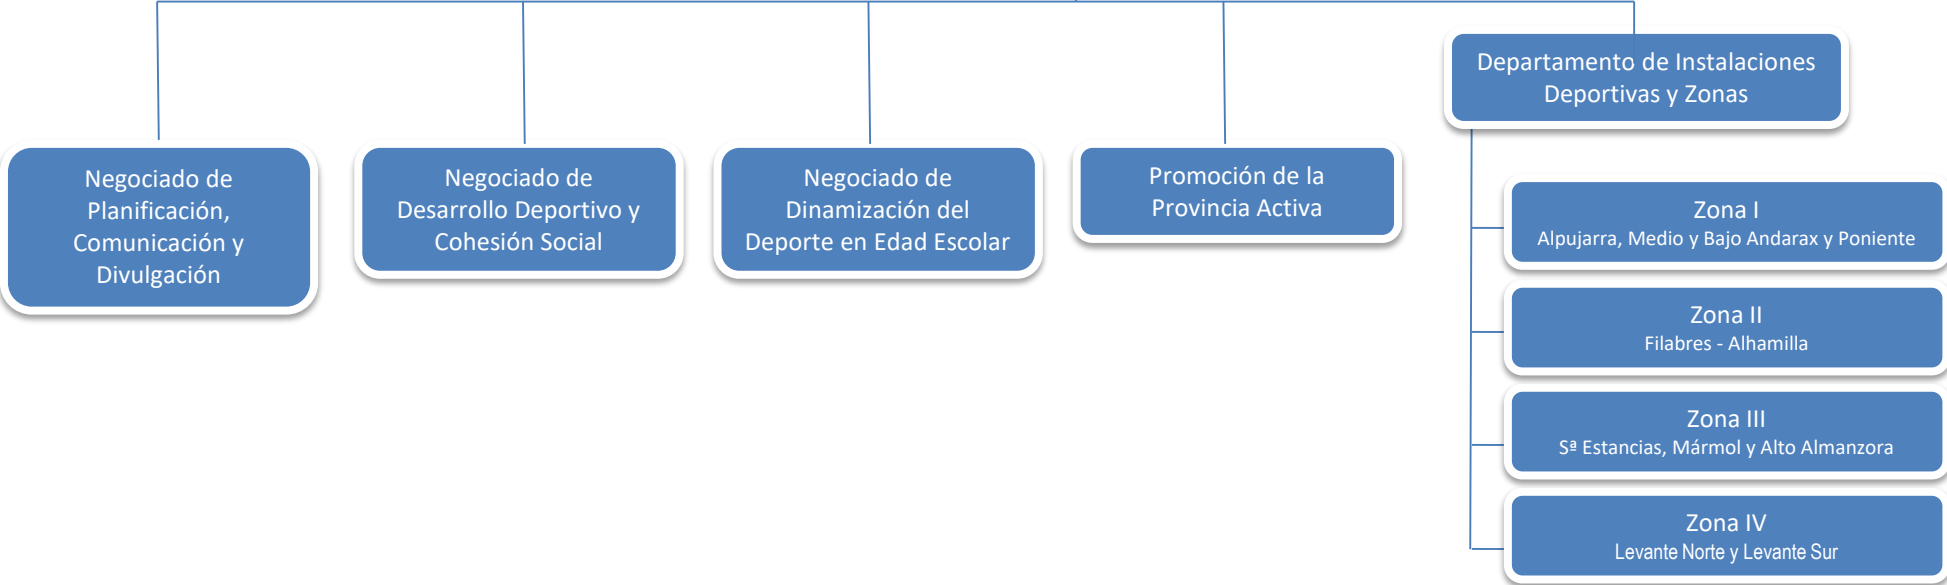 Departamento de Instalaciones
Deportivas y Zonas
Negociado de
Planificación,
Comunicación y
Divulgación
Negociado de
Desarrollo Deportivo y
Cohesión Social
Negociado de
Dinamización del
Deporte en Edad Escolar
Promoción de la
Provincia Activa
Zona I
Alpujarra, Medio y Bajo Andarax y Poniente
Zona II
Filabres - Alhamilla
Zona III
Sª Estancias, Mármol y Alto Almanzora
Zona IV
Levante Norte y Levante Sur